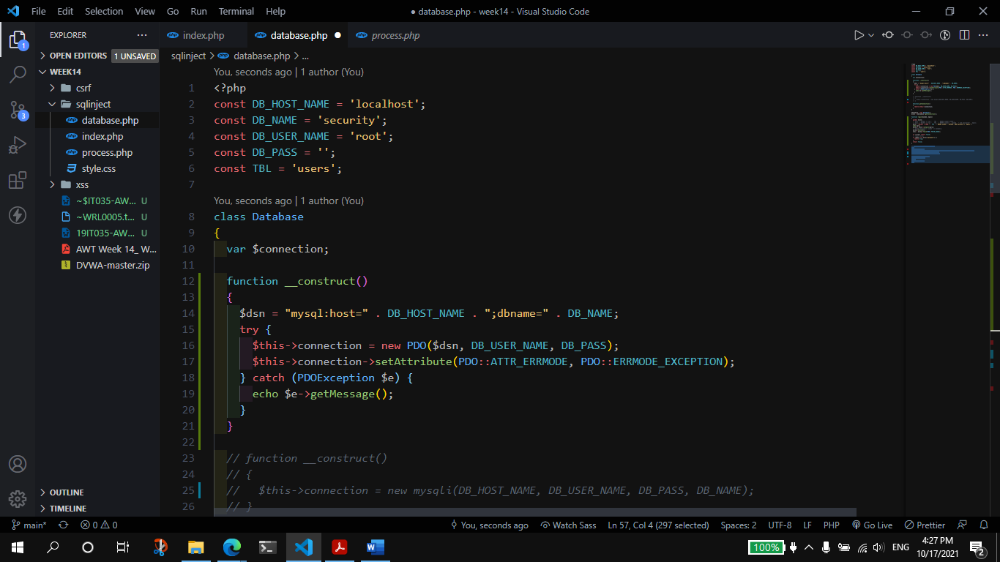 File Edit Selection View Go Run Terminal Help ● database.php - week14 - Visual Studio Code
EXPLORER ···
index.php database.php ● process.php
OPEN EDITORS 1 UNSAVED
sqlinject > database.php > ...
WEEK14
csrf
sqlinject
database.php
index.php
process.php
style.css
xss
~$IT035-AW... U
~WRL0005.t... U
19IT035-AW... U
AWT Week 14_ W...
DVWA-master.zip
OUTLINE
TIMELINE
1
3
You, seconds ago | 1 author (You)
1 <?php
2 const DB_HOST_NAME = 'localhost';
3 const DB_NAME = 'security';
4 const DB_USER_NAME = 'root';
5 const DB_PASS = '';
6 const TBL = 'users';
7
You, seconds ago | 1 author (You)
8 class Database
9 {
10 var $connection;
11
12 function __construct()
13 {
14 $dsn = "mysql:host=" . DB_HOST_NAME . ";dbname=" . DB_NAME;
15 try {
16 $this->connection = new PDO($dsn, DB_USER_NAME, DB_PASS);
17 $this->connection->setAttribute(PDO::ATTR_ERRMODE, PDO::ERRMODE_EXCEPTION);
18 } catch (PDOException $e) {
19 echo $e->getMessage();
20 }
21 }
22
23 // function __construct()
24 // {
25 //   $this->connection = new mysqli(DB_HOST_NAME, DB_USER_NAME, DB_PASS, DB_NAME);
26 // }
main* 0 0 You, seconds ago Watch Sass Ln 57, Col 4 (297 selected) Spaces: 2 UTF-8 LF PHP Go Live Prettier
100% ENG 4:27 PM
10/17/2021 2